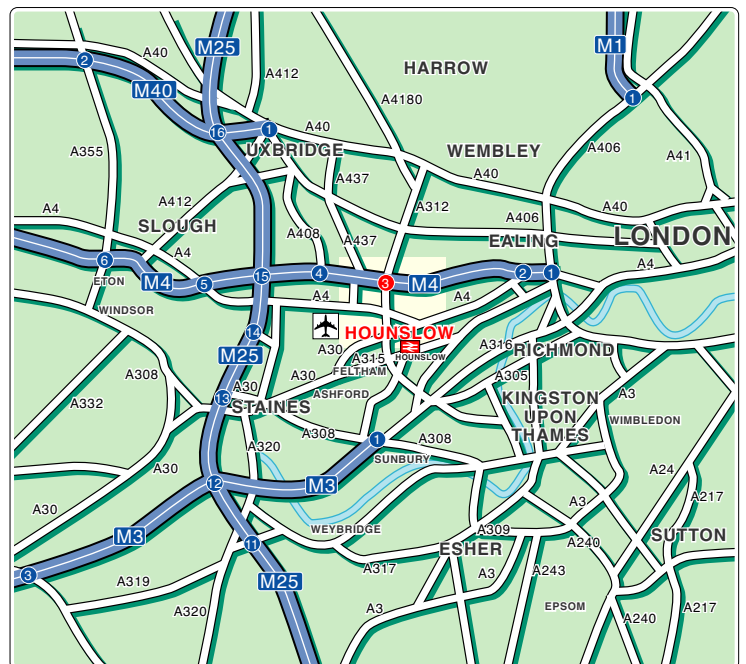 M25
M1
A40
HARROW
2
A412
M40
A4180
1
16
1
A40
UXBRIDGE
WEMBLEY
A406
A355
A41
A437
A40
A412
A312
A40
A4
A406
SLOUGH
A408
A437
EALING
LONDON
A4
6
A4
15
4
2
1
ETON
M4
5
3
M4
A4
A4
WINDSOR
14
HOUNSLOW
A316
M25
A30
A315
HOUNSLOW
RICHMOND
A308
FELTHAM
A30
A305
A30
ASHFORD
A332
13
STAINES
KINGSTON
UPON
THAMES
A3
WIMBLEDON
A308
1
A308
A320
SUNBURY
A30
A24
12
M3
A217
A30
A3
WEYBRIDGE
A309
M3
11
A240
SUTTON
ESHER
A317
3
A319
M25
A3
A243
A320
A3
EPSOM
A240
A217